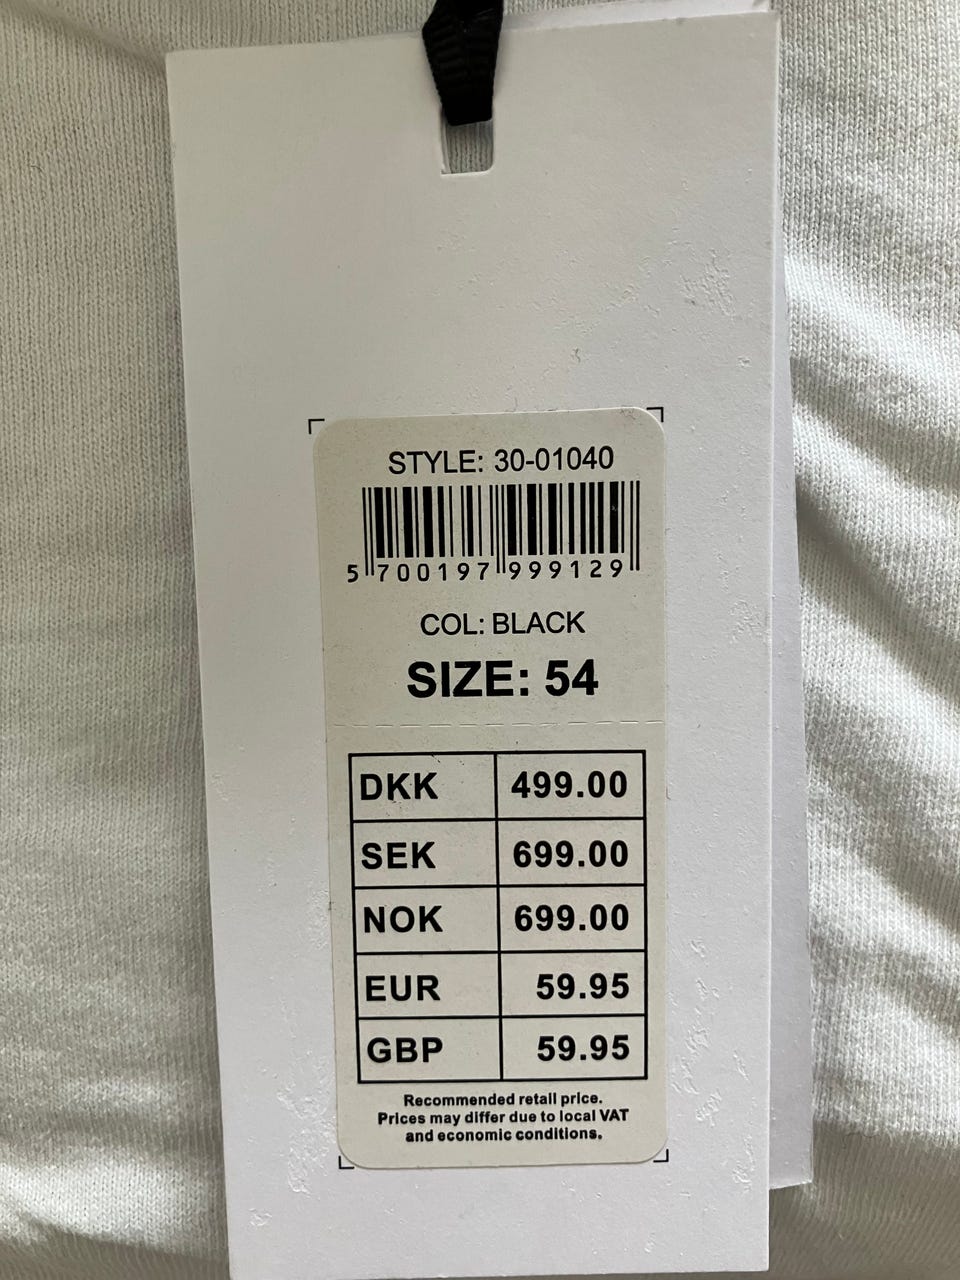 STYLE: 30-01040
5 700197 999129
COL: BLACK
SIZE: 54
DKK 499.00
SEK 699.00
NOK 699.00
EUR 59.95
GBP 59.95
Recommended retail price.
Prices may differ due to local VAT
and economic conditions.